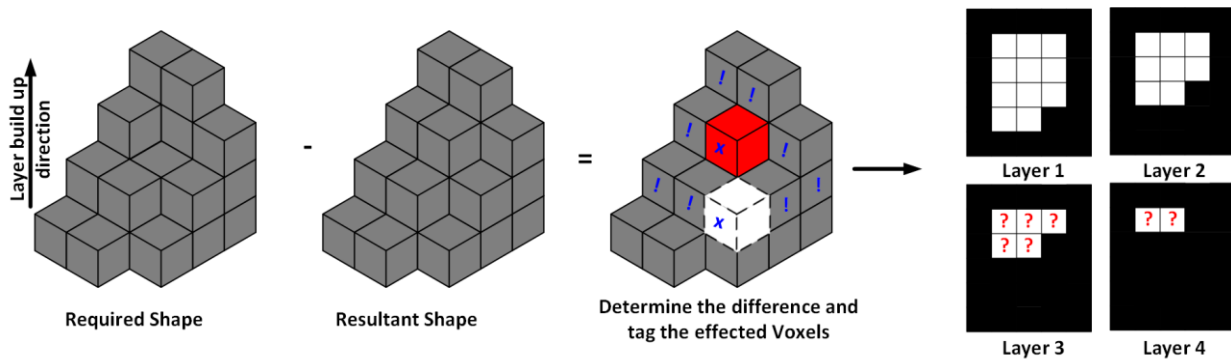 Layer build up
direction
Required Shape
-
Resultant Shape
=
! !
! x !
! ! x ! !
Determine the difference and
tag the effected Voxels
Layer 1
Layer 2
? ? ?
? ?
Layer 3
? ?
Layer 4